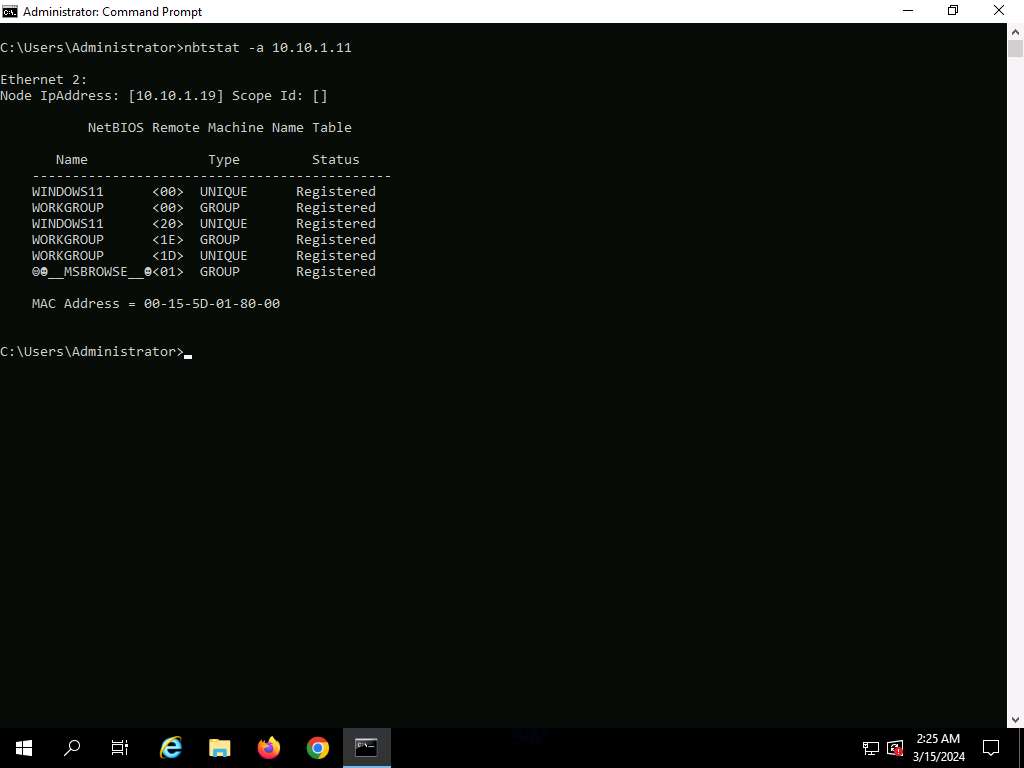 Administrator: Command Prompt
C:\Users\Administrator>nbtstat -a 10.10.1.11
Ethernet 2:
Node IpAddress: [10.10.1.19] Scope Id: []
NetBIOS Remote Machine Name Table
Name Type Status
---------------------------------------------
WINDOWS11 <00> UNIQUE Registered
WORKGROUP <00> GROUP Registered
WINDOWS11 <20> UNIQUE Registered
WORKGROUP <1E> GROUP Registered
WORKGROUP <1D> UNIQUE Registered
☺☻__MSBROWSE__☻<01> GROUP Registered
MAC Address = 00-15-5D-01-80-00
C:\Users\Administrator>
2:25 AM
3/15/2024